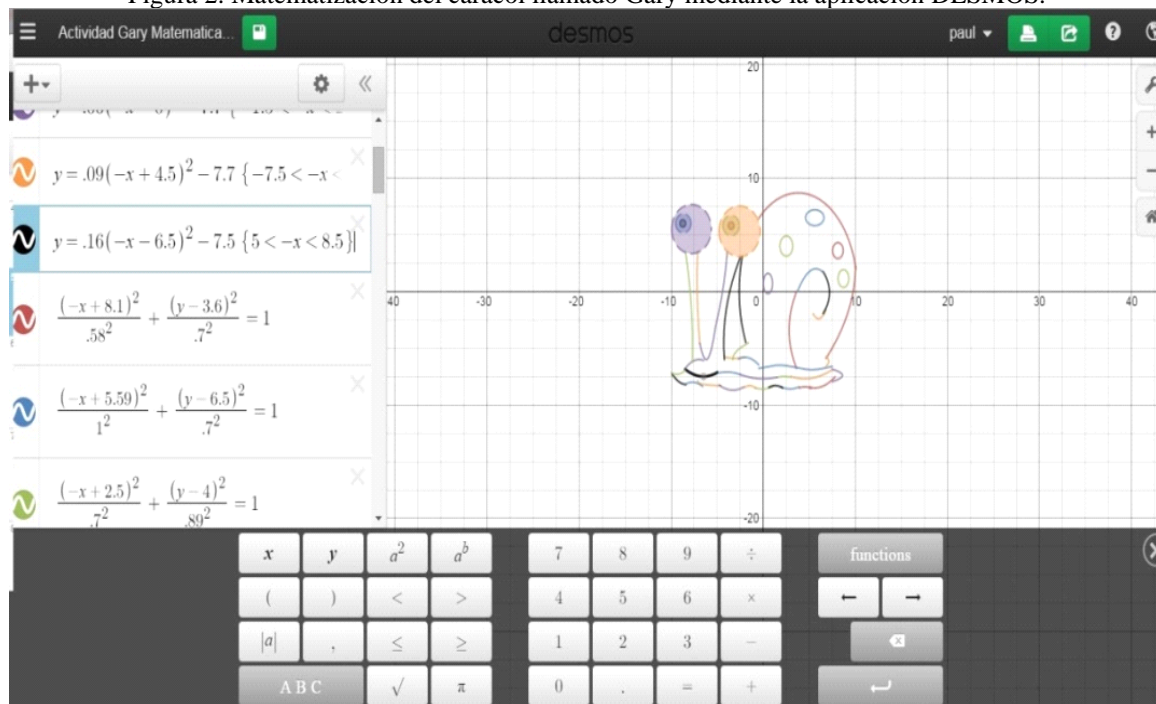 Figura 2. Matematización del caracol llamado Gary mediante la aplicación DESMOS.
Actividad Gary Matematica...
desmos
paul
y = .09(−x + 4.5)² − 7.7 {−7.5 < −x <
y = .16(−x − 6.5)² − 7.5 {5 < −x < 8.5}
(−x + 8.1)²/.58² + (y − 3.6)²/.7² = 1
(−x + 5.59)²/1² + (y − 6.5)²/.7² = 1
(−x + 2.5)²/.7² + (y − 4)²/.89² = 1
20
10
40 -30 -20 -10 0 10 20 30 40
-10
-20
x y a² aᵇ 7 8 9 ÷ functions
( ) < > 4 5 6 × ← →
|a| , ≤ ≥ 1 2 3 −
A B C √ π 0 . = +